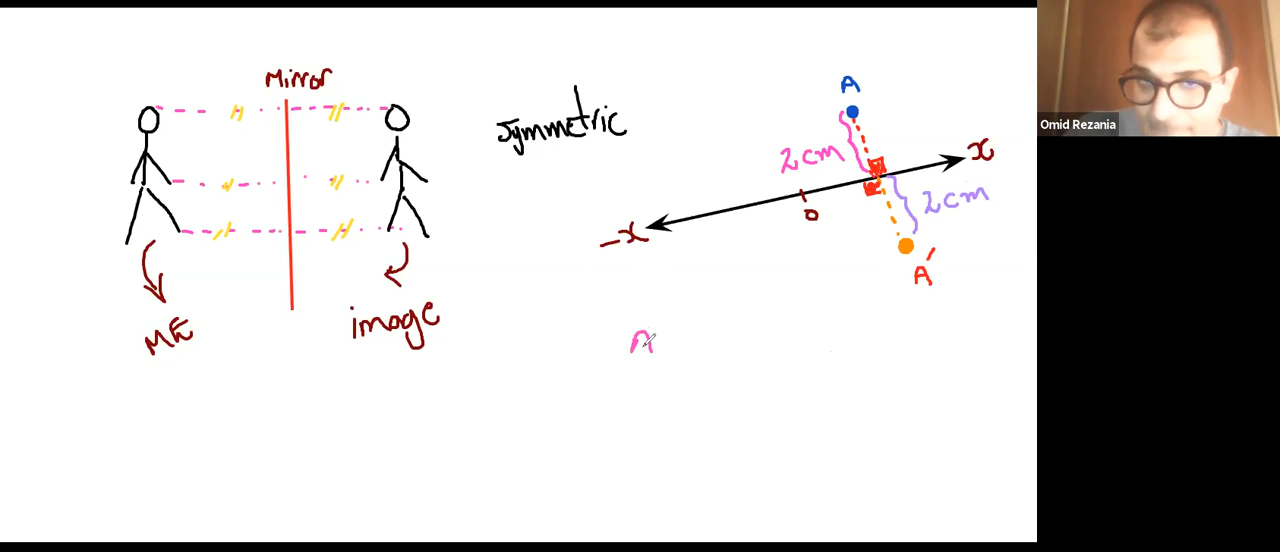 Mirror
symmetric
ME
image
A
2cm
x
0
2cm
-x
A'
Omid Rezania